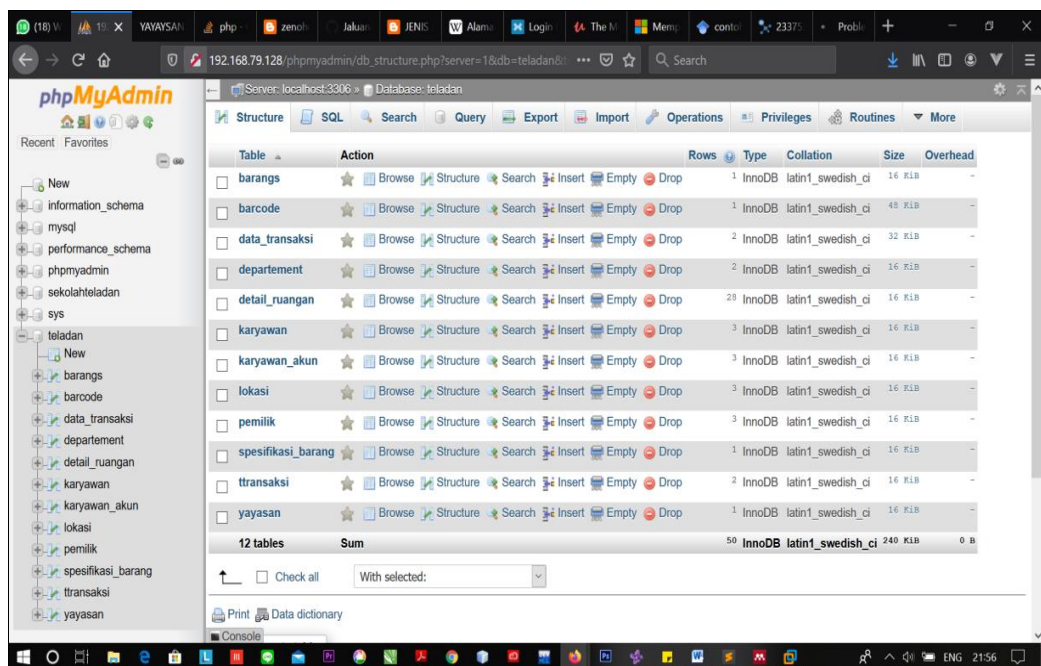 (18) W
19
YAYAYSAN
php -
zenoh
Jaluan
JENIS
Alama
Login
The M
Memp
contol
23375
Proble
192.168.79.128/phpmyadmin/db_structure.php?server=1&db=teladan&
Search
phpMyAdmin
Recent Favorites
New
information_schema
mysql
performance_schema
phpmyadmin
sekolahteladan
sys
teladan
New
barangs
barcode
data_transaksi
departement
detail_ruangan
karyawan
karyawan_akun
lokasi
pemilik
spesifikasi_barang
ttransaksi
yayasan
Server: localhost:3306 » Database: teladan
Structure SQL Search Query Export Import Operations Privileges Routines More
Table Action Rows Type Collation Size Overhead
barangs Browse Structure Search Insert Empty Drop 1 InnoDB latin1_swedish_ci 16 KiB -
barcode Browse Structure Search Insert Empty Drop 1 InnoDB latin1_swedish_ci 48 KiB -
data_transaksi Browse Structure Search Insert Empty Drop 2 InnoDB latin1_swedish_ci 32 KiB -
departement Browse Structure Search Insert Empty Drop 2 InnoDB latin1_swedish_ci 16 KiB -
detail_ruangan Browse Structure Search Insert Empty Drop 28 InnoDB latin1_swedish_ci 16 KiB -
karyawan Browse Structure Search Insert Empty Drop 3 InnoDB latin1_swedish_ci 16 KiB -
karyawan_akun Browse Structure Search Insert Empty Drop 3 InnoDB latin1_swedish_ci 16 KiB -
lokasi Browse Structure Search Insert Empty Drop 3 InnoDB latin1_swedish_ci 16 KiB -
pemilik Browse Structure Search Insert Empty Drop 3 InnoDB latin1_swedish_ci 16 KiB -
spesifikasi_barang Browse Structure Search Insert Empty Drop 1 InnoDB latin1_swedish_ci 16 KiB -
ttransaksi Browse Structure Search Insert Empty Drop 2 InnoDB latin1_swedish_ci 16 KiB -
yayasan Browse Structure Search Insert Empty Drop 1 InnoDB latin1_swedish_ci 16 KiB -
12 tables Sum 50 InnoDB latin1_swedish_ci 240 KiB 0 B
Check all With selected:
Print Data dictionary
Console
ENG 21:56